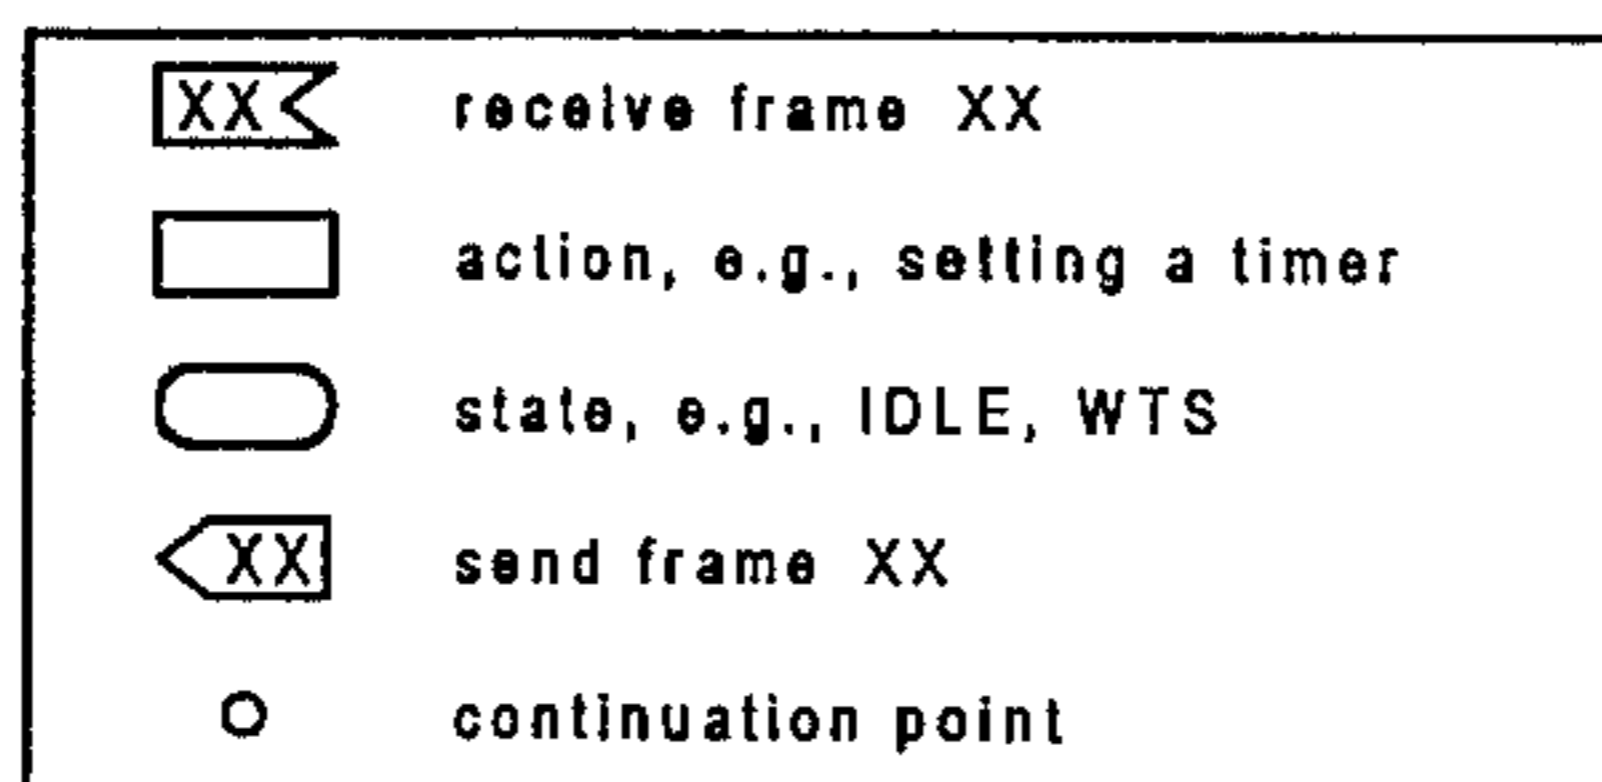 XX receive frame XX
action, e.g., setting a timer
state, e.g., IDLE, WTS
XX send frame XX
continuation point